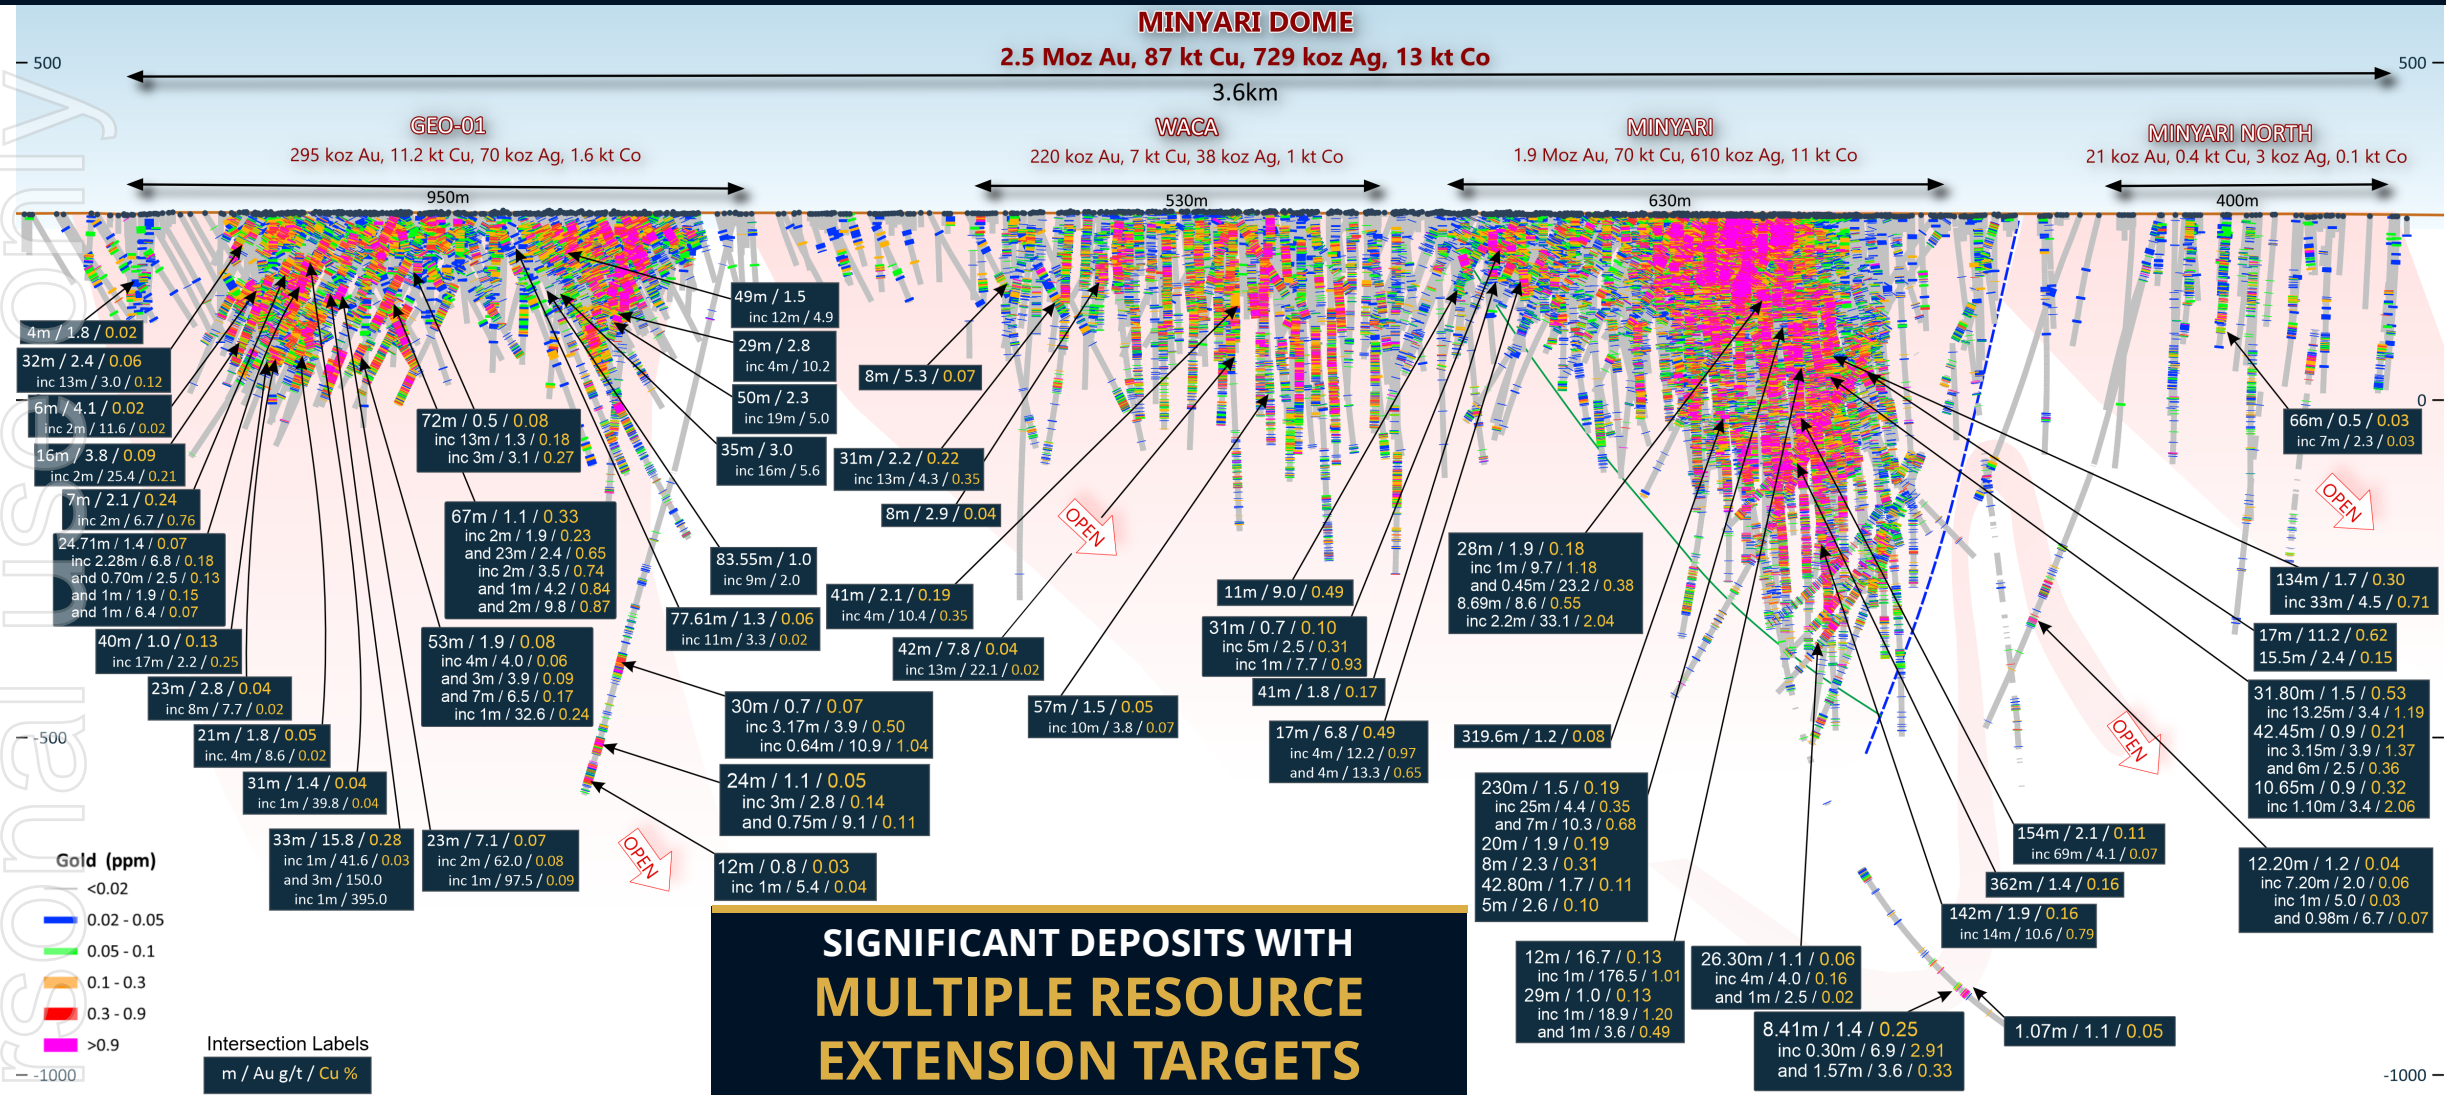 MINYARI DOME
2.5 Moz Au, 87 kt Cu, 729 koz Ag, 13 kt Co
500
500
3.6km
GEO-01
295 koz Au, 11.2 kt Cu, 70 koz Ag, 1.6 kt Co
950m
WACA
220 koz Au, 7 kt Cu, 38 koz Ag, 1 kt Co
530m
MINYARI
1.9 Moz Au, 70 kt Cu, 610 koz Ag, 11 kt Co
630m
MINYARI NORTH
21 koz Au, 0.4 kt Cu, 3 koz Ag, 0.1 kt Co
400m
4m / 1.8 / 0.02
32m / 2.4 / 0.06
inc 13m / 3.0 / 0.12
6m / 4.1 / 0.02
inc 2m / 11.6 / 0.02
16m / 3.8 / 0.09
inc 2m / 25.4 / 0.21
7m / 2.1 / 0.24
inc 2m / 6.7 / 0.76
24.71m / 1.4 / 0.07
inc 2.28m / 6.8 / 0.18
and 0.70m / 2.5 / 0.13
and 1m / 1.9 / 0.15
and 1m / 6.4 / 0.07
40m / 1.0 / 0.13
inc 17m / 2.2 / 0.25
23m / 2.8 / 0.04
inc 8m / 7.7 / 0.02
21m / 1.8 / 0.05
inc. 4m / 8.6 / 0.02
31m / 1.4 / 0.04
inc 1m / 39.8 / 0.04
33m / 15.8 / 0.28
inc 1m / 41.6 / 0.03
and 3m / 150.0
inc 1m / 395.0
23m / 7.1 / 0.07
inc 2m / 62.0 / 0.08
inc 1m / 97.5 / 0.09
72m / 0.5 / 0.08
inc 13m / 1.3 / 0.18
inc 3m / 3.1 / 0.27
67m / 1.1 / 0.33
inc 2m / 1.9 / 0.23
and 23m / 2.4 / 0.65
inc 2m / 3.5 / 0.74
and 1m / 4.2 / 0.84
and 2m / 9.8 / 0.87
53m / 1.9 / 0.08
inc 4m / 4.0 / 0.06
and 3m / 3.9 / 0.09
and 7m / 6.5 / 0.17
inc 1m / 32.6 / 0.24
49m / 1.5
inc 12m / 4.9
29m / 2.8
inc 4m / 10.2
50m / 2.3
inc 19m / 5.0
35m / 3.0
inc 16m / 5.6
83.55m / 1.0
inc 9m / 2.0
77.61m / 1.3 / 0.06
inc 11m / 3.3 / 0.02
30m / 0.7 / 0.07
inc 3.17m / 3.9 / 0.50
inc 0.64m / 10.9 / 1.04
24m / 1.1 / 0.05
inc 3m / 2.8 / 0.14
and 0.75m / 9.1 / 0.11
12m / 0.8 / 0.03
inc 1m / 5.4 / 0.04
OPEN
8m / 5.3 / 0.07
31m / 2.2 / 0.22
inc 13m / 4.3 / 0.35
8m / 2.9 / 0.04
OPEN
41m / 2.1 / 0.19
inc 4m / 10.4 / 0.35
42m / 7.8 / 0.04
inc 13m / 22.1 / 0.02
57m / 1.5 / 0.05
inc 10m / 3.8 / 0.07
11m / 9.0 / 0.49
31m / 0.7 / 0.10
inc 5m / 2.5 / 0.31
inc 1m / 7.7 / 0.93
41m / 1.8 / 0.17
17m / 6.8 / 0.49
inc 4m / 12.2 / 0.97
and 4m / 13.3 / 0.65
28m / 1.9 / 0.18
inc 1m / 9.7 / 1.18
and 0.45m / 23.2 / 0.38
8.69m / 8.6 / 0.55
inc 2.2m / 33.1 / 2.04
319.6m / 1.2 / 0.08
230m / 1.5 / 0.19
inc 25m / 4.4 / 0.35
and 7m / 10.3 / 0.68
20m / 1.9 / 0.19
8m / 2.3 / 0.31
42.80m / 1.7 / 0.11
5m / 2.6 / 0.10
12m / 16.7 / 0.13
inc 1m / 176.5 / 1.01
29m / 1.0 / 0.13
inc 1m / 18.9 / 1.20
and 1m / 3.6 / 0.49
26.30m / 1.1 / 0.06
inc 4m / 4.0 / 0.16
and 1m / 2.5 / 0.02
8.41m / 1.4 / 0.25
inc 0.30m / 6.9 / 2.91
and 1.57m / 3.6 / 0.33
1.07m / 1.1 / 0.05
142m / 1.9 / 0.16
inc 14m / 10.6 / 0.79
362m / 1.4 / 0.16
154m / 2.1 / 0.11
inc 69m / 4.1 / 0.07
0
66m / 0.5 / 0.03
inc 7m / 2.3 / 0.03
OPEN
134m / 1.7 / 0.30
inc 33m / 4.5 / 0.71
17m / 11.2 / 0.62
15.5m / 2.4 / 0.15
31.80m / 1.5 / 0.53
inc 13.25m / 3.4 / 1.19
42.45m / 0.9 / 0.21
inc 3.15m / 3.9 / 1.37
and 6m / 2.5 / 0.36
10.65m / 0.9 / 0.32
inc 1.10m / 3.4 / 2.06
OPEN
12.20m / 1.2 / 0.04
inc 7.20m / 2.0 / 0.06
inc 1m / 5.0 / 0.03
and 0.98m / 6.7 / 0.07
-500
Gold (ppm)
<0.02
0.02 - 0.05
0.05 - 0.1
0.1 - 0.3
0.3 - 0.9
>0.9
Intersection Labels
m / Au g/t / Cu %
-1000
-1000
SIGNIFICANT DEPOSITS WITH
MULTIPLE RESOURCE
EXTENSION TARGETS
rsonal use only